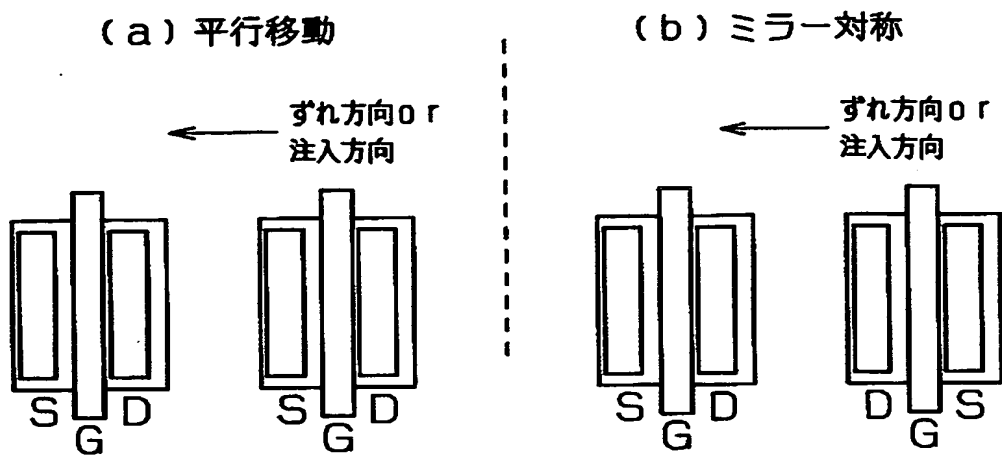 (a)平行移動
ずれ方向or
注入方向
S D S D
G G
(b)ミラー対称
ずれ方向or
注入方向
S D D S
G G